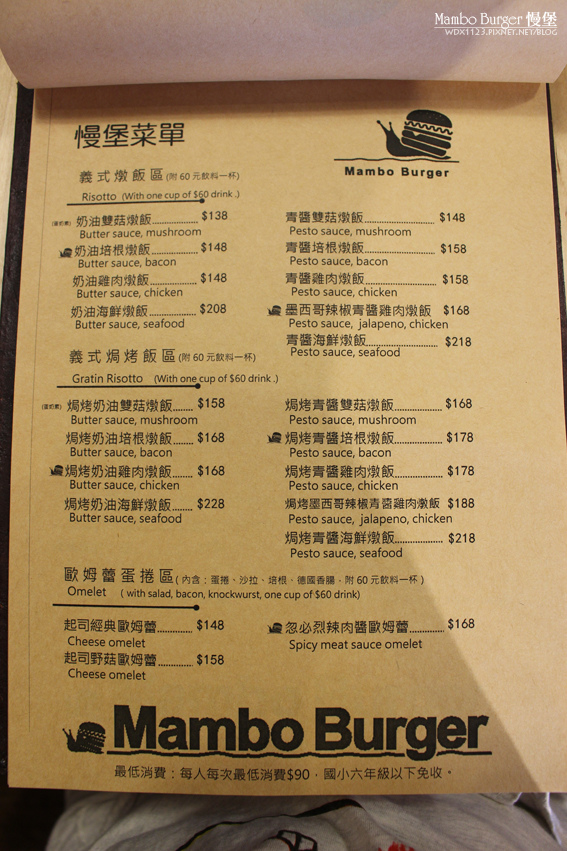 Mambo Burger 慢堡
WDX1123.PIXNET.NET/BLOG
慢堡菜單
Mambo Burger
義式燉飯區(附 60 元飲料一杯)
Risotto (With one cup of $60 drink .)
(蛋奶素) 奶油雙菇燉飯 $138
Butter sauce, mushroom
奶油培根燉飯 $148
Butter sauce, bacon
奶油雞肉燉飯 $148
Butter sauce, chicken
奶油海鮮燉飯 $208
Butter sauce, seafood
青醬雙菇燉飯 $148
Pesto sauce, mushroom
青醬培根燉飯 $158
Pesto sauce, bacon
青醬雞肉燉飯 $158
Pesto sauce, chicken
墨西哥辣椒青醬雞肉燉飯 $168
Pesto sauce, jalapeno, chicken
青醬海鮮燉飯 $218
Pesto sauce, seafood
義式焗烤飯區(附 60 元飲料一杯)
Gratin Risotto (With one cup of $60 drink .)
(蛋奶素) 焗烤奶油雙菇燉飯 $158
Butter sauce, mushroom
焗烤奶油培根燉飯 $168
Butter sauce, bacon
焗烤奶油雞肉燉飯 $168
Butter sauce, chicken
焗烤奶油海鮮燉飯 $228
Butter sauce, seafood
焗烤青醬雙菇燉飯 $168
Pesto sauce, mushroom
焗烤青醬培根燉飯 $178
Pesto sauce, bacon
焗烤青醬雞肉燉飯 $178
Pesto sauce, chicken
焗烤墨西哥辣椒青醬雞肉燉飯 $188
Pesto sauce, jalapeno, chicken
焗烤青醬海鮮燉飯 $218
Pesto sauce, seafood
歐姆蕾蛋捲區(內含：蛋捲、沙拉、培根、德國香腸，附 60 元飲料一杯)
Omelet ( with salad, bacon, knockwurst, one cup of $60 drink)
起司經典歐姆蕾 $148
Cheese omelet
起司野菇歐姆蕾 $158
Cheese omelet
忽必烈辣肉醬歐姆蕾 $168
Spicy meat sauce omelet
Mambo Burger
最低消費：每人每次最低消費$90，國小六年級以下免收。